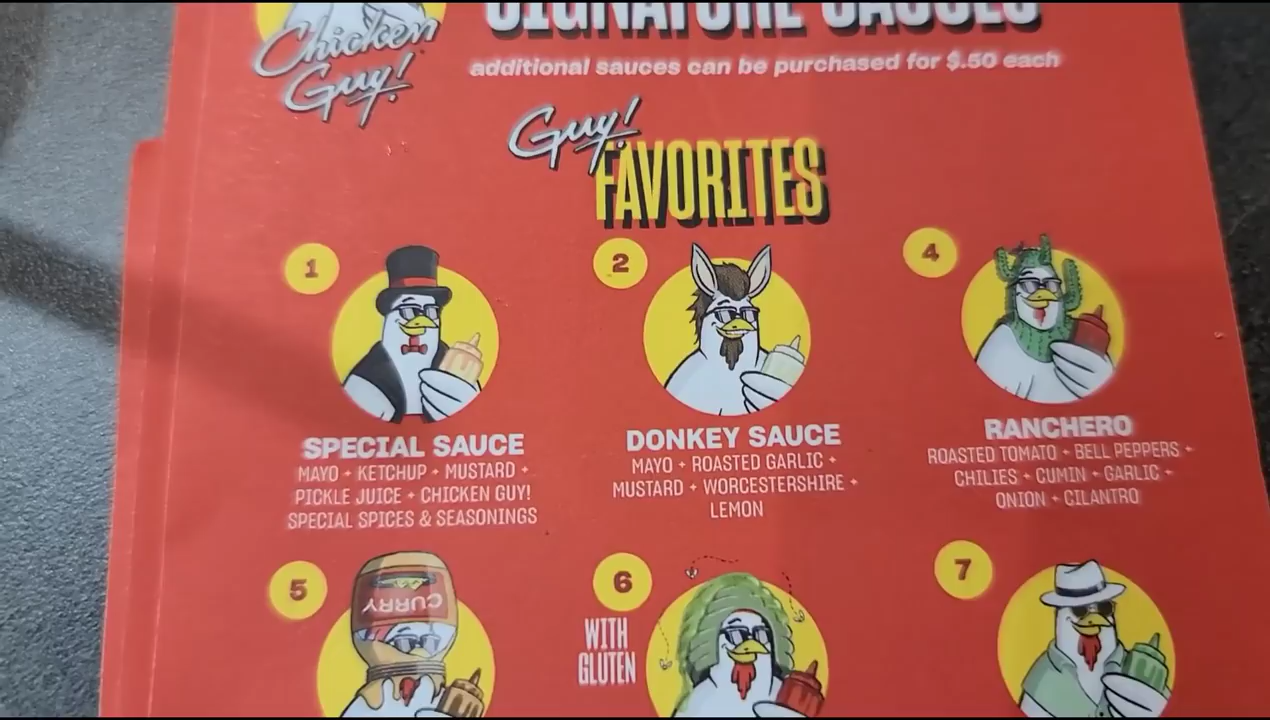 Chicken
Guy!
SIGNATURE SAUCES
additional sauces can be purchased for $.50 each
Guy!
FAVORITES
1
2
4
SPECIAL SAUCE
MAYO + KETCHUP + MUSTARD +
PICKLE JUICE + CHICKEN GUY!
SPECIAL SPICES & SEASONINGS
DONKEY SAUCE
MAYO + ROASTED GARLIC +
MUSTARD + WORCESTERSHIRE +
LEMON
RANCHERO
ROASTED TOMATO + BELL PEPPERS +
CHILIES + CUMIN + GARLIC +
ONION + CILANTRO
5
CURRY
6
WITH
GLUTEN
7